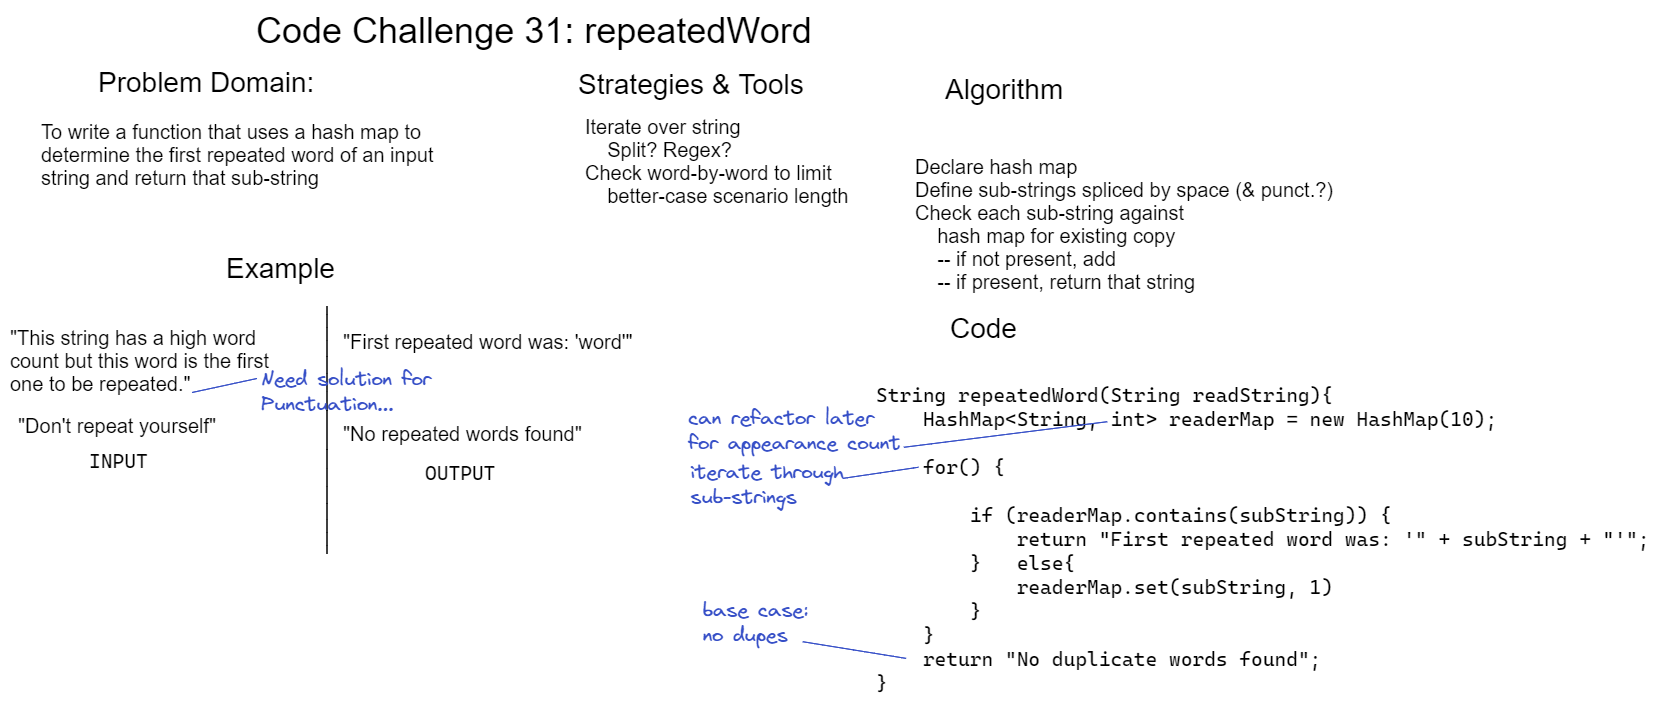 Code Challenge 31: repeatedWord
Problem Domain:
To write a function that uses a hash map to
determine the first repeated word of an input
string and return that sub-string
Strategies & Tools
Iterate over string
Split? Regex?
Check word-by-word to limit
better-case scenario length
Algorithm
Declare hash map
Define sub-strings spliced by space (& punct.?)
Check each sub-string against
hash map for existing copy
-- if not present, add
-- if present, return that string
Example
"This string has a high word
count but this word is the first
one to be repeated."
Need solution for
Punctuation...
"Don't repeat yourself"
INPUT
"First repeated word was: 'word'"
"No repeated words found"
OUTPUT
Code
String repeatedWord(String readString){
HashMap<String, int> readerMap = new HashMap(10);
can refactor later
for appearance count
for() {
iterate through
sub-strings
if (readerMap.contains(subString)) {
return "First repeated word was: '" + subString + "'";
} else{
readerMap.set(subString, 1)
}
}
base case:
no dupes
return "No duplicate words found";
}